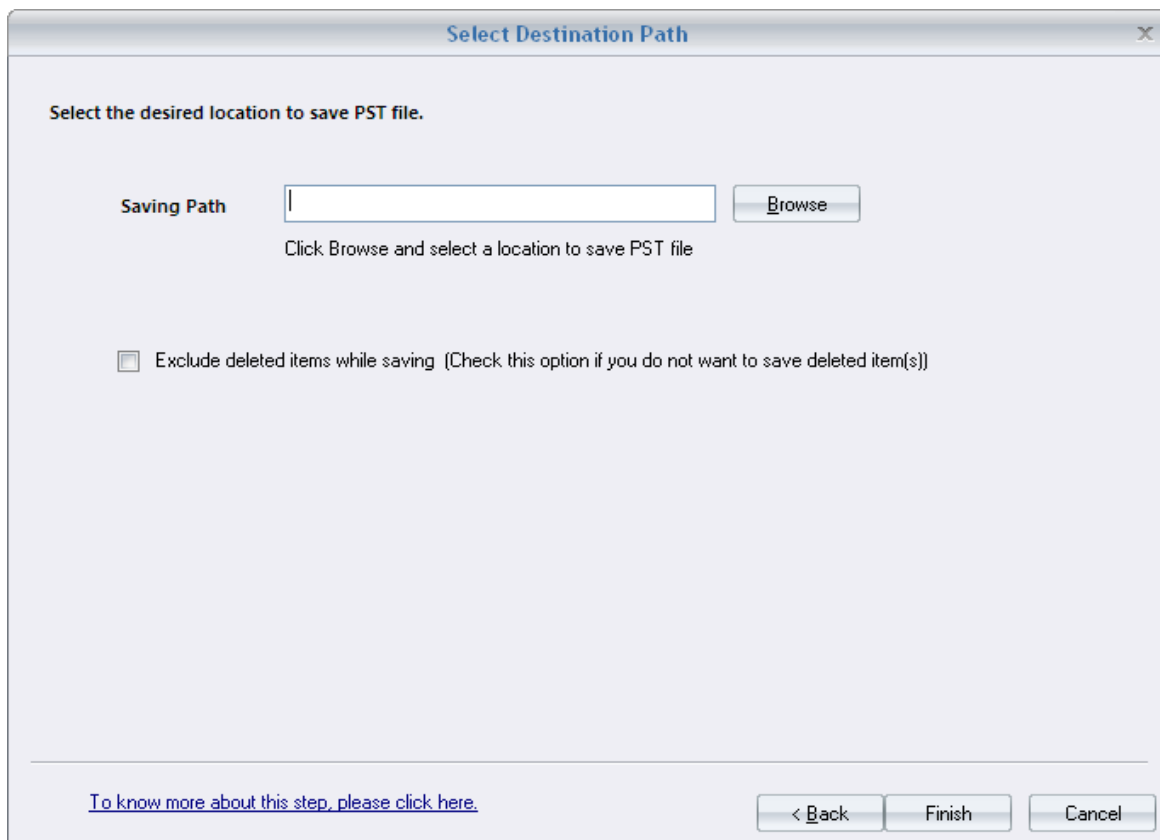 Select Destination Path
Select the desired location to save PST file.
Saving Path
Browse
Click Browse and select a location to save PST file
Exclude deleted items while saving (Check this option if you do not want to save deleted item(s))
To know more about this step, please click here.
< Back
Finish
Cancel